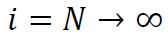 𝑖 = 𝑁 → ∞